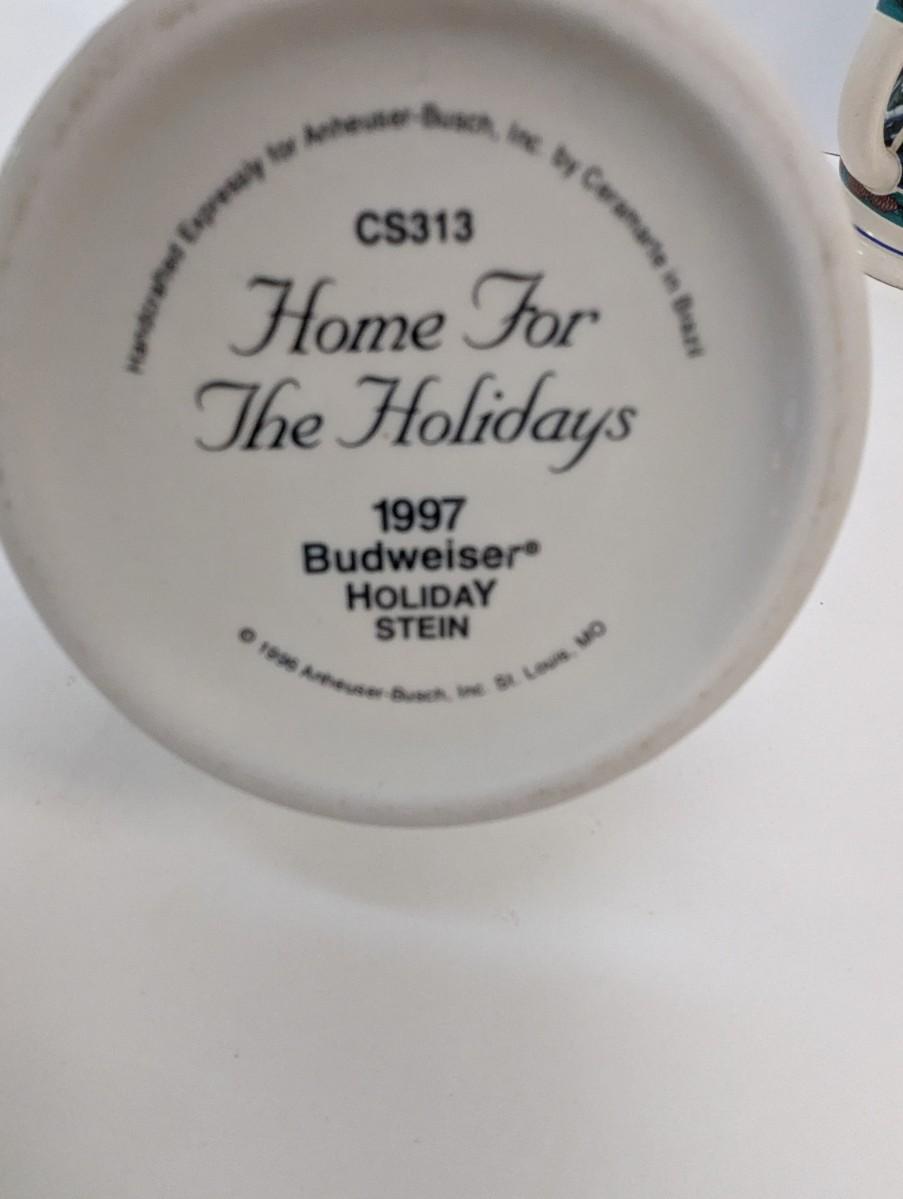 Handcrafted Expressly for Anheuser-Busch, Inc. by Ceramarte in Brazil
CS313
Home For
The Holidays
1997
Budweiser®
HOLIDAY
STEIN
© 1996 Anheuser-Busch, Inc. St. Louis, MO